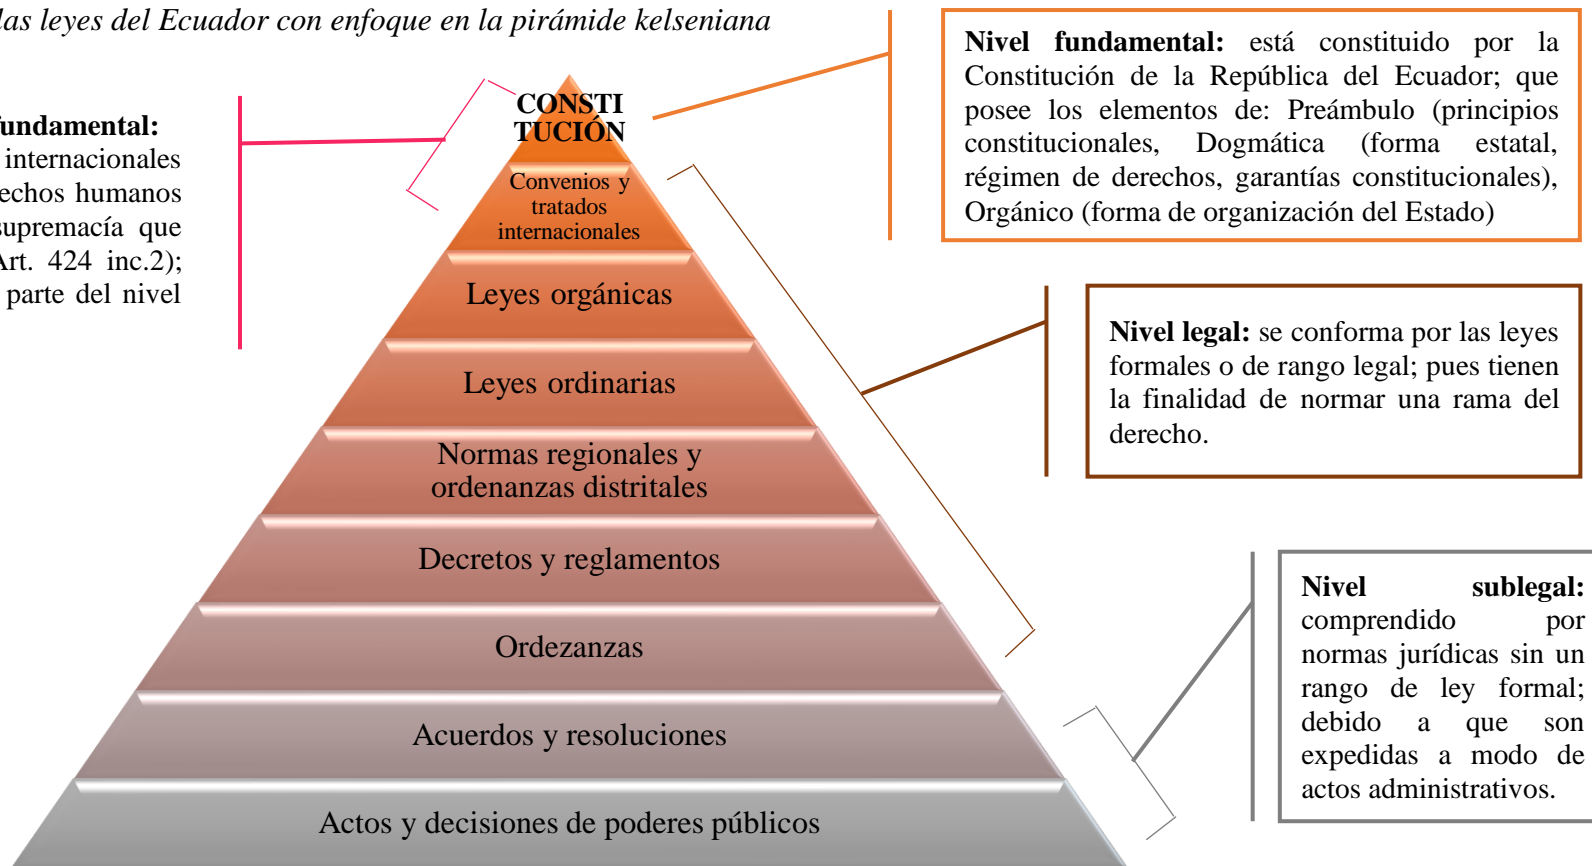 las leyes del Ecuador con enfoque en la pirámide kelseniana
fundamental:
internacionales
echos humanos
supremacía que
Art. 424 inc.2);
parte del nivel
CONSTI
TUCIÓN
Convenios y
tratados
internacionales
Leyes orgánicas
Leyes ordinarias
Normas regionales y
ordenanzas distritales
Decretos y reglamentos
Ordezanzas
Acuerdos y resoluciones
Actos y decisiones de poderes públicos
Nivel fundamental: está constituido por la
Constitución de la República del Ecuador; que
posee los elementos de: Preámbulo (principios
constitucionales, Dogmática (forma estatal,
régimen de derechos, garantías constitucionales),
Orgánico (forma de organización del Estado)
Nivel legal: se conforma por las leyes
formales o de rango legal; pues tienen
la finalidad de normar una rama del
derecho.
Nivel sublegal:
comprendido por
normas jurídicas sin un
rango de ley formal;
debido a que son
expedidas a modo de
actos administrativos.